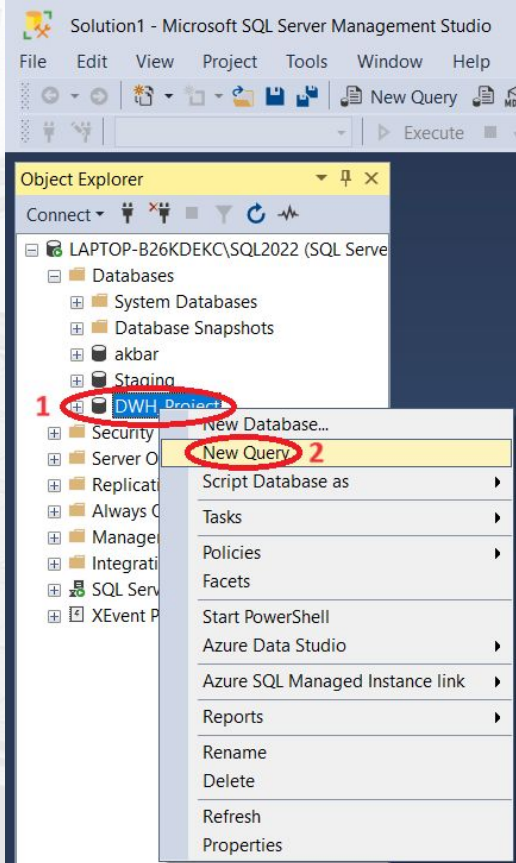 Solution1 - Microsoft SQL Server Management Studio
File Edit View Project Tools Window Help
New Query
Execute
Object Explorer
Connect
LAPTOP-B26KDEKC\SQL2022 (SQL Serve
Databases
System Databases
Database Snapshots
akbar
Staging
1 DWH_Project
New Database...
Security
New Query 2
Server O
Script Database as
Replicati
Always O
Tasks
Manage
Policies
Integrati
Facets
SQL Serv
XEvent P
Start PowerShell
Azure Data Studio
Azure SQL Managed Instance link
Reports
Rename
Delete
Refresh
Properties